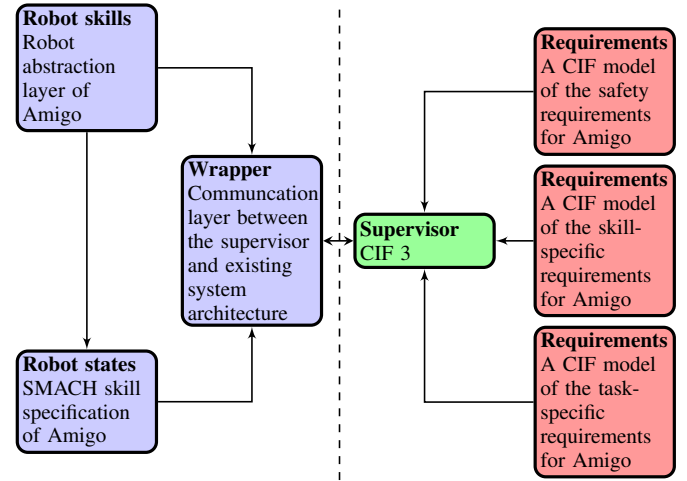 Robot skills
Robot
abstraction
layer of
Amigo
Wrapper
Communcation
layer between
the supervisor
and existing
system
architecture
Robot states
SMACH skill
specification
of Amigo
Supervisor
CIF 3
Requirements
A CIF model
of the safety
requirements
for Amigo
Requirements
A CIF model
of the skill-
specific
requirements
for Amigo
Requirements
A CIF model
of the task-
specific
requirements
for Amigo